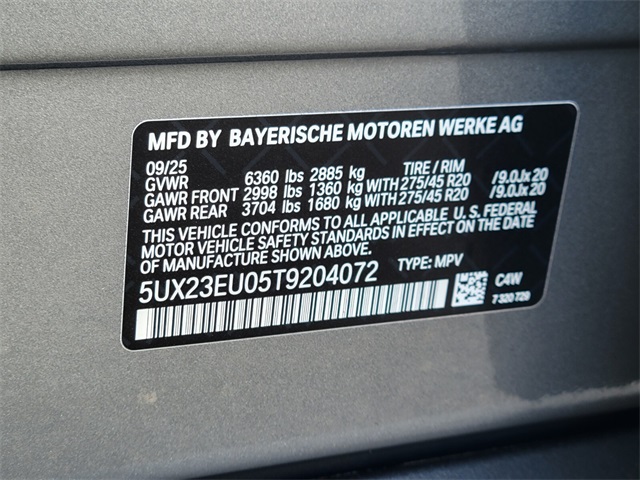 MFD BY BAYERISCHE MOTOREN WERKE AG
09/25 TIRE / RIM
GVWR 6360 lbs 2885 kg
GAWR FRONT 2998 lbs 1360 kg WITH 275/45 R20 /9.0Jx20
GAWR REAR 3704 lbs 1680 kg WITH 275/45 R20 /9.0Jx20
THIS VEHICLE CONFORMS TO ALL APPLICABLE U.S. FEDERAL
MOTOR VEHICLE SAFETY STANDARDS IN EFFECT ON THE DATE
OF MANUFACTURE SHOWN ABOVE.
5UX23EU05T9204072 TYPE: MPV
C4W
7 320 729